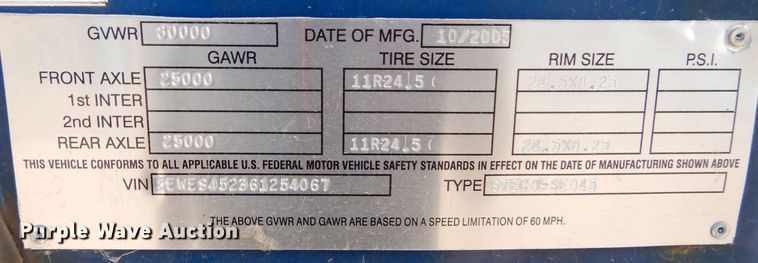 GVWR 60000 DATE OF MFG. 10/2005
GAWR TIRE SIZE RIM SIZE P.S.I.
FRONT AXLE 25000 11R24.5 ( 24.5X8.25
1st INTER
2nd INTER
REAR AXLE 25000 11R24.5 ( 24.5X8.25
THIS VEHICLE CONFORMS TO ALL APPLICABLE U.S. FEDERAL MOTOR VEHICLE SAFETY STANDARDS IN EFFECT ON THE DATE OF MANUFACTURING SHOWN ABOVE
VIN 5EWES452361254067 TYPE
THE ABOVE GVWR AND GAWR ARE BASED ON A SPEED LIMITATION OF 60 MPH.
Purple Wave Auction